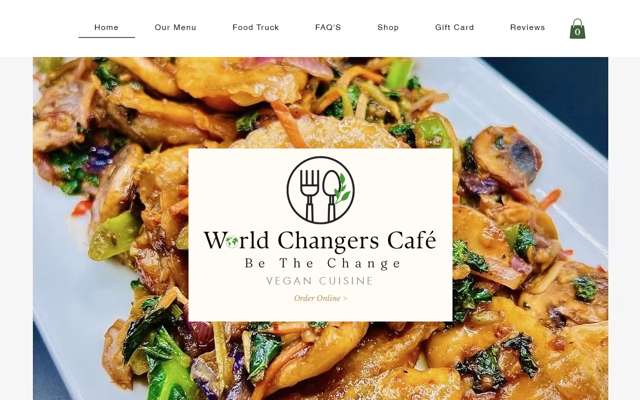 Home Our Menu Food Truck FAQ'S Shop Gift Card Reviews 0
World Changers Café
Be The Change
VEGAN CUISINE
Order Online >